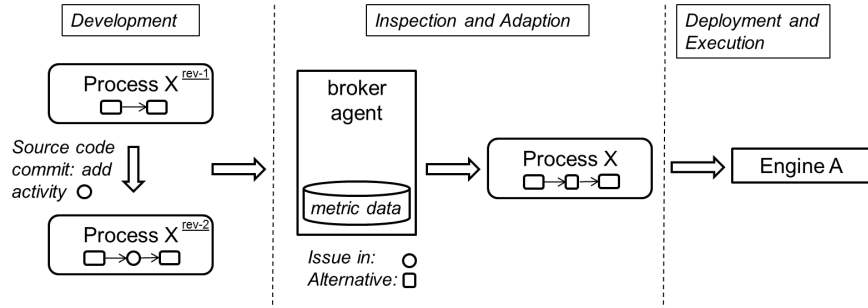 Development
Inspection and Adaption
Deployment and
Execution
Process X rev-1
Source code
commit: add
activity
Process X rev-2
broker
agent
metric data
Issue in:
Alternative:
Process X
Engine A